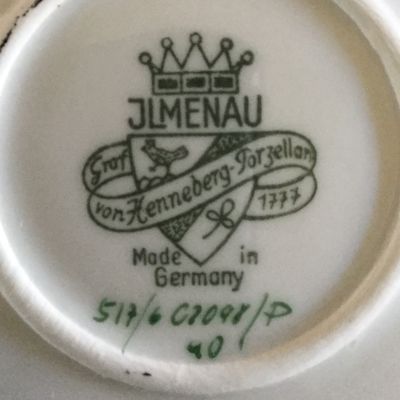 JLMENAU
Graf
von Henneberg-Porzellan
1777
Made in
Germany
517/6 C2098/P
40